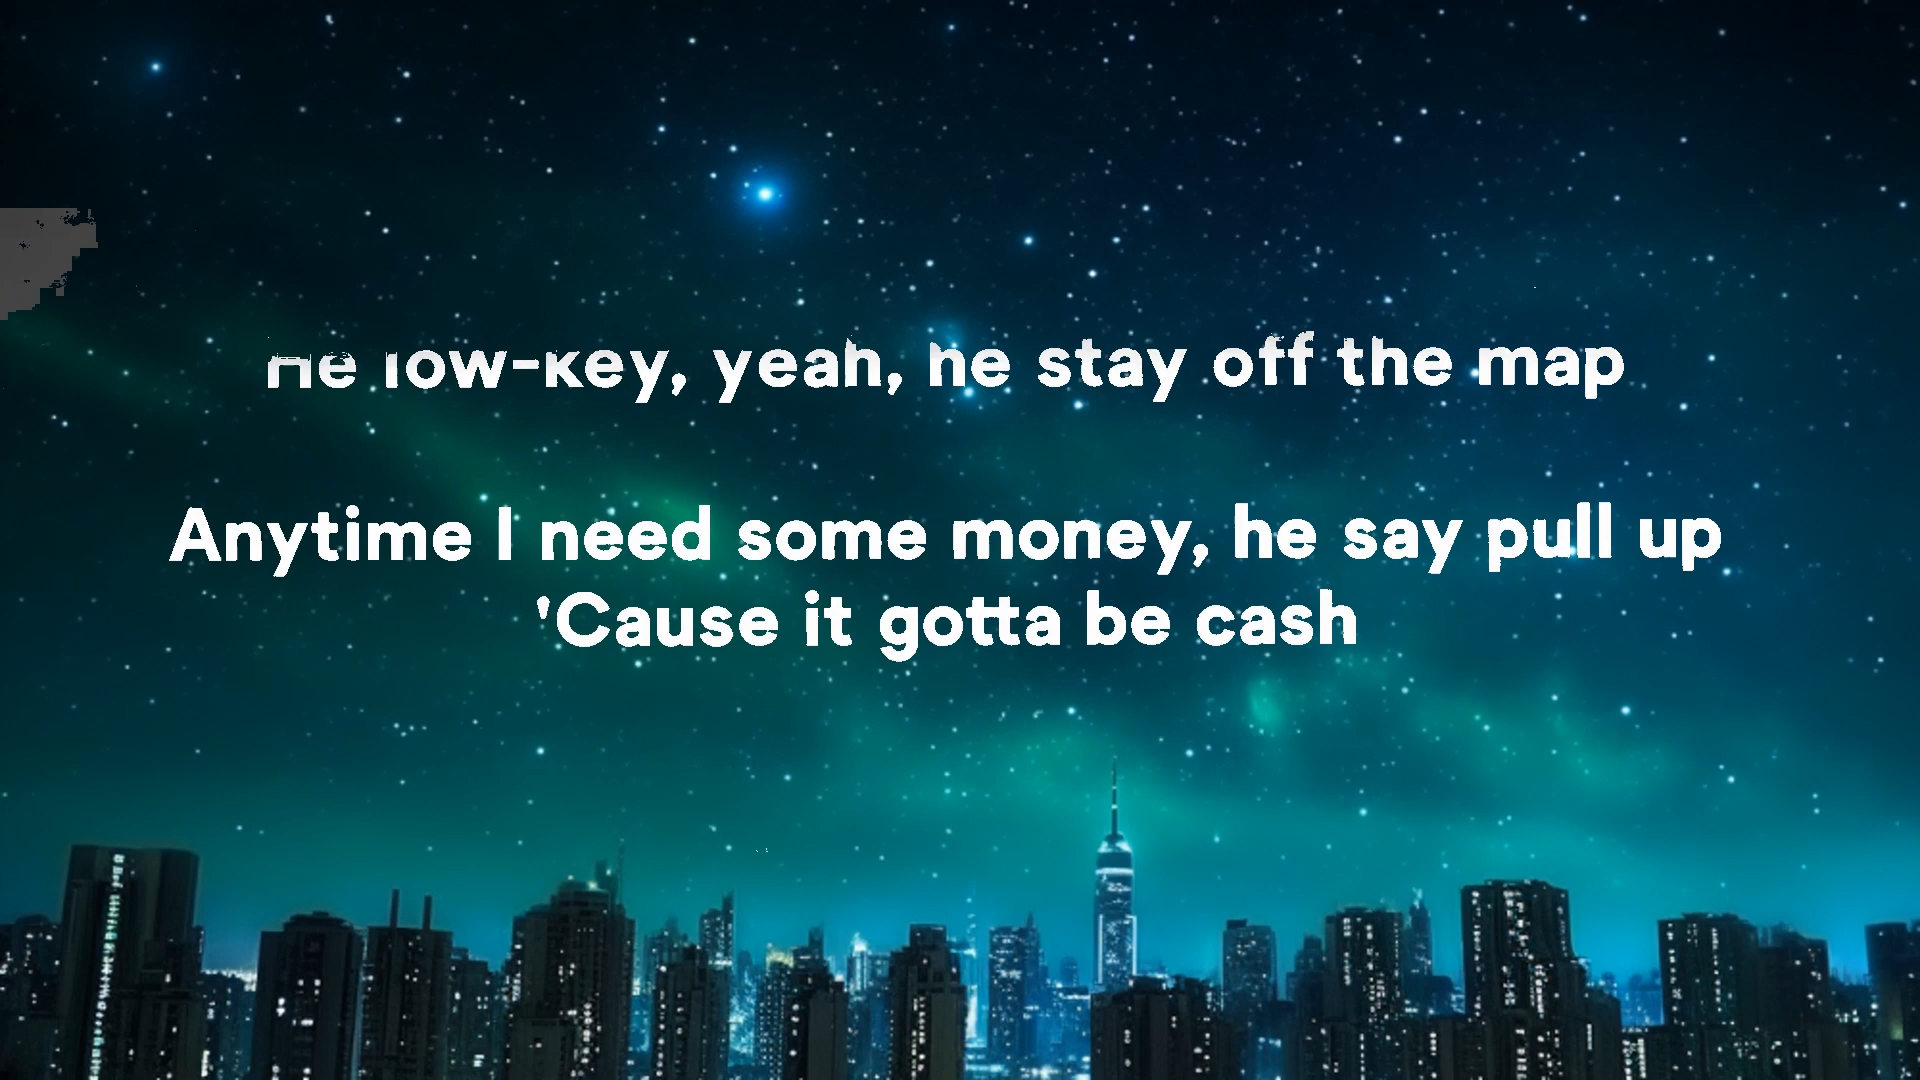 He low-key, yeah, he stay off the map
Anytime I need some money, he say pull up
'Cause it gotta be cash